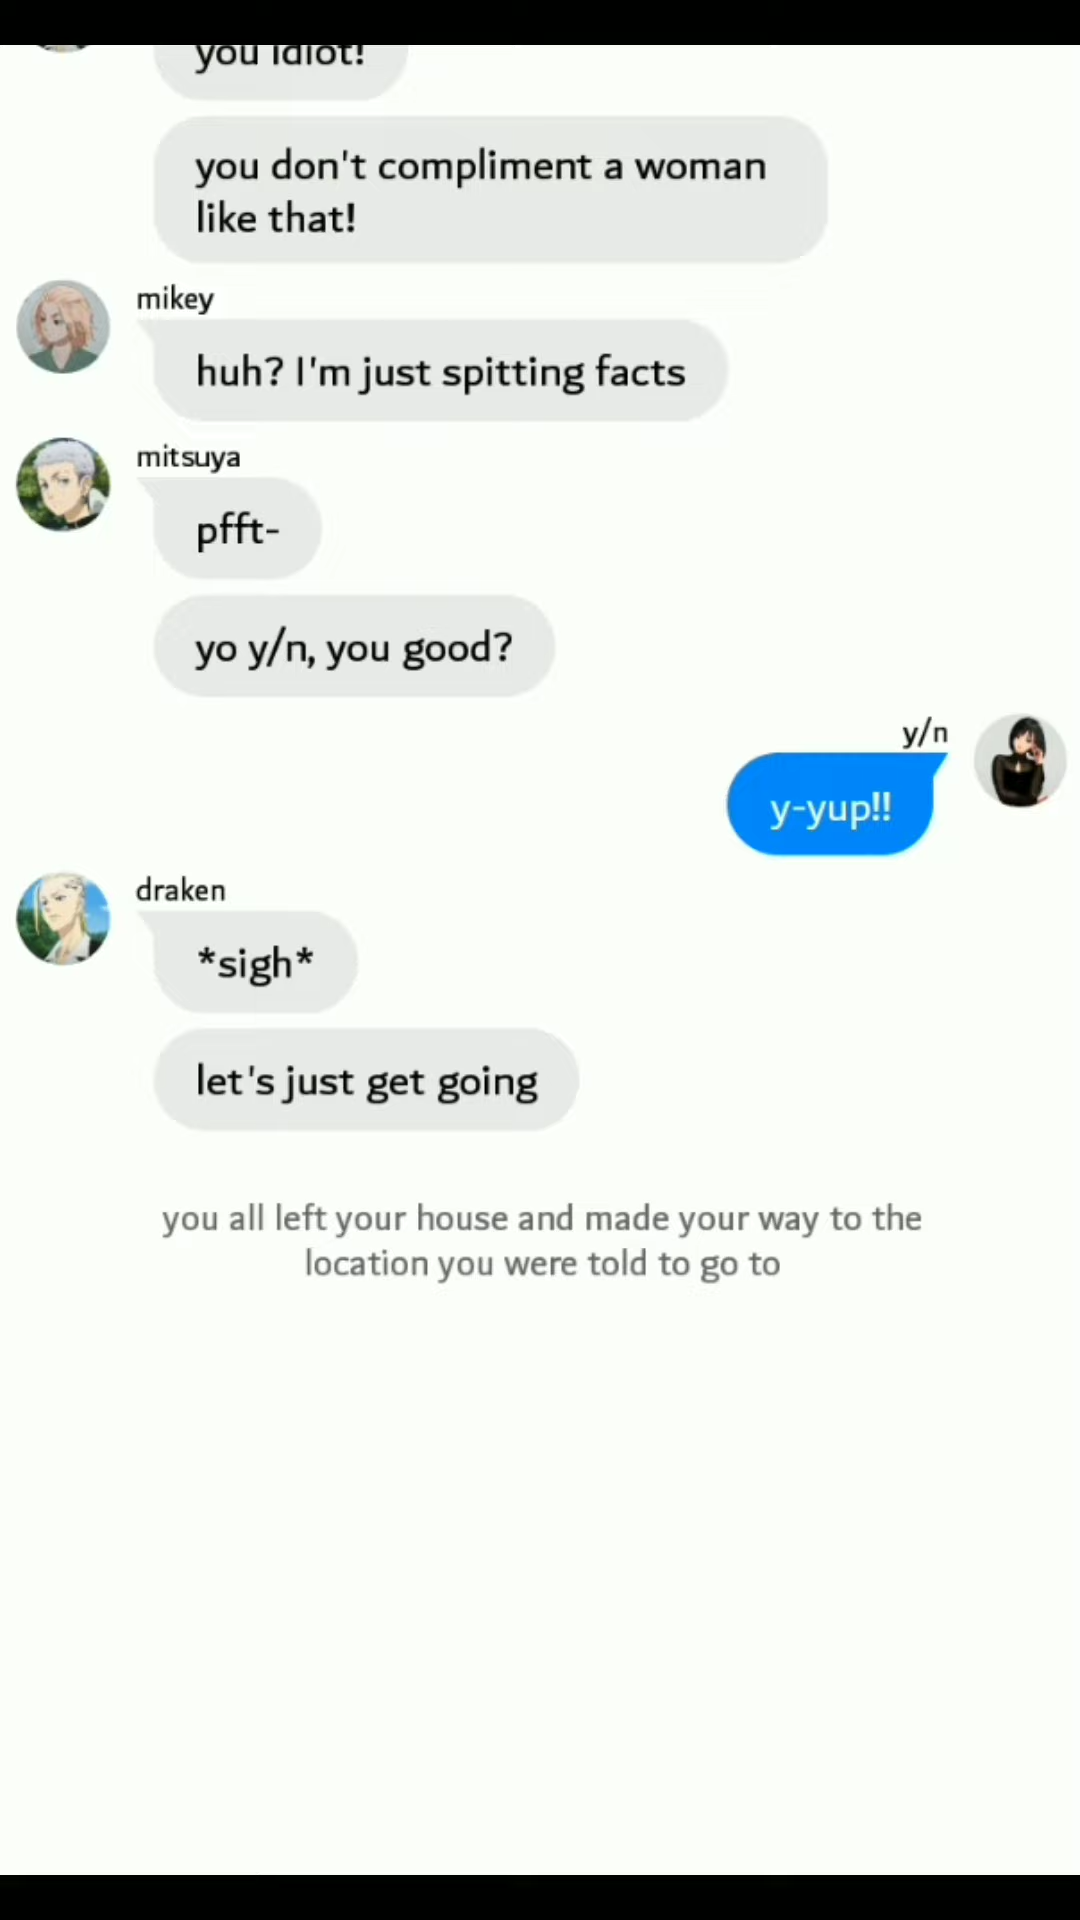 you idiot!
you don't compliment a woman
like that!
mikey
huh? I'm just spitting facts
mitsuya
pfft-
yo y/n, you good?
y/n
y-yup!!
draken
*sigh*
let's just get going
you all left your house and made your way to the
location you were told to go to